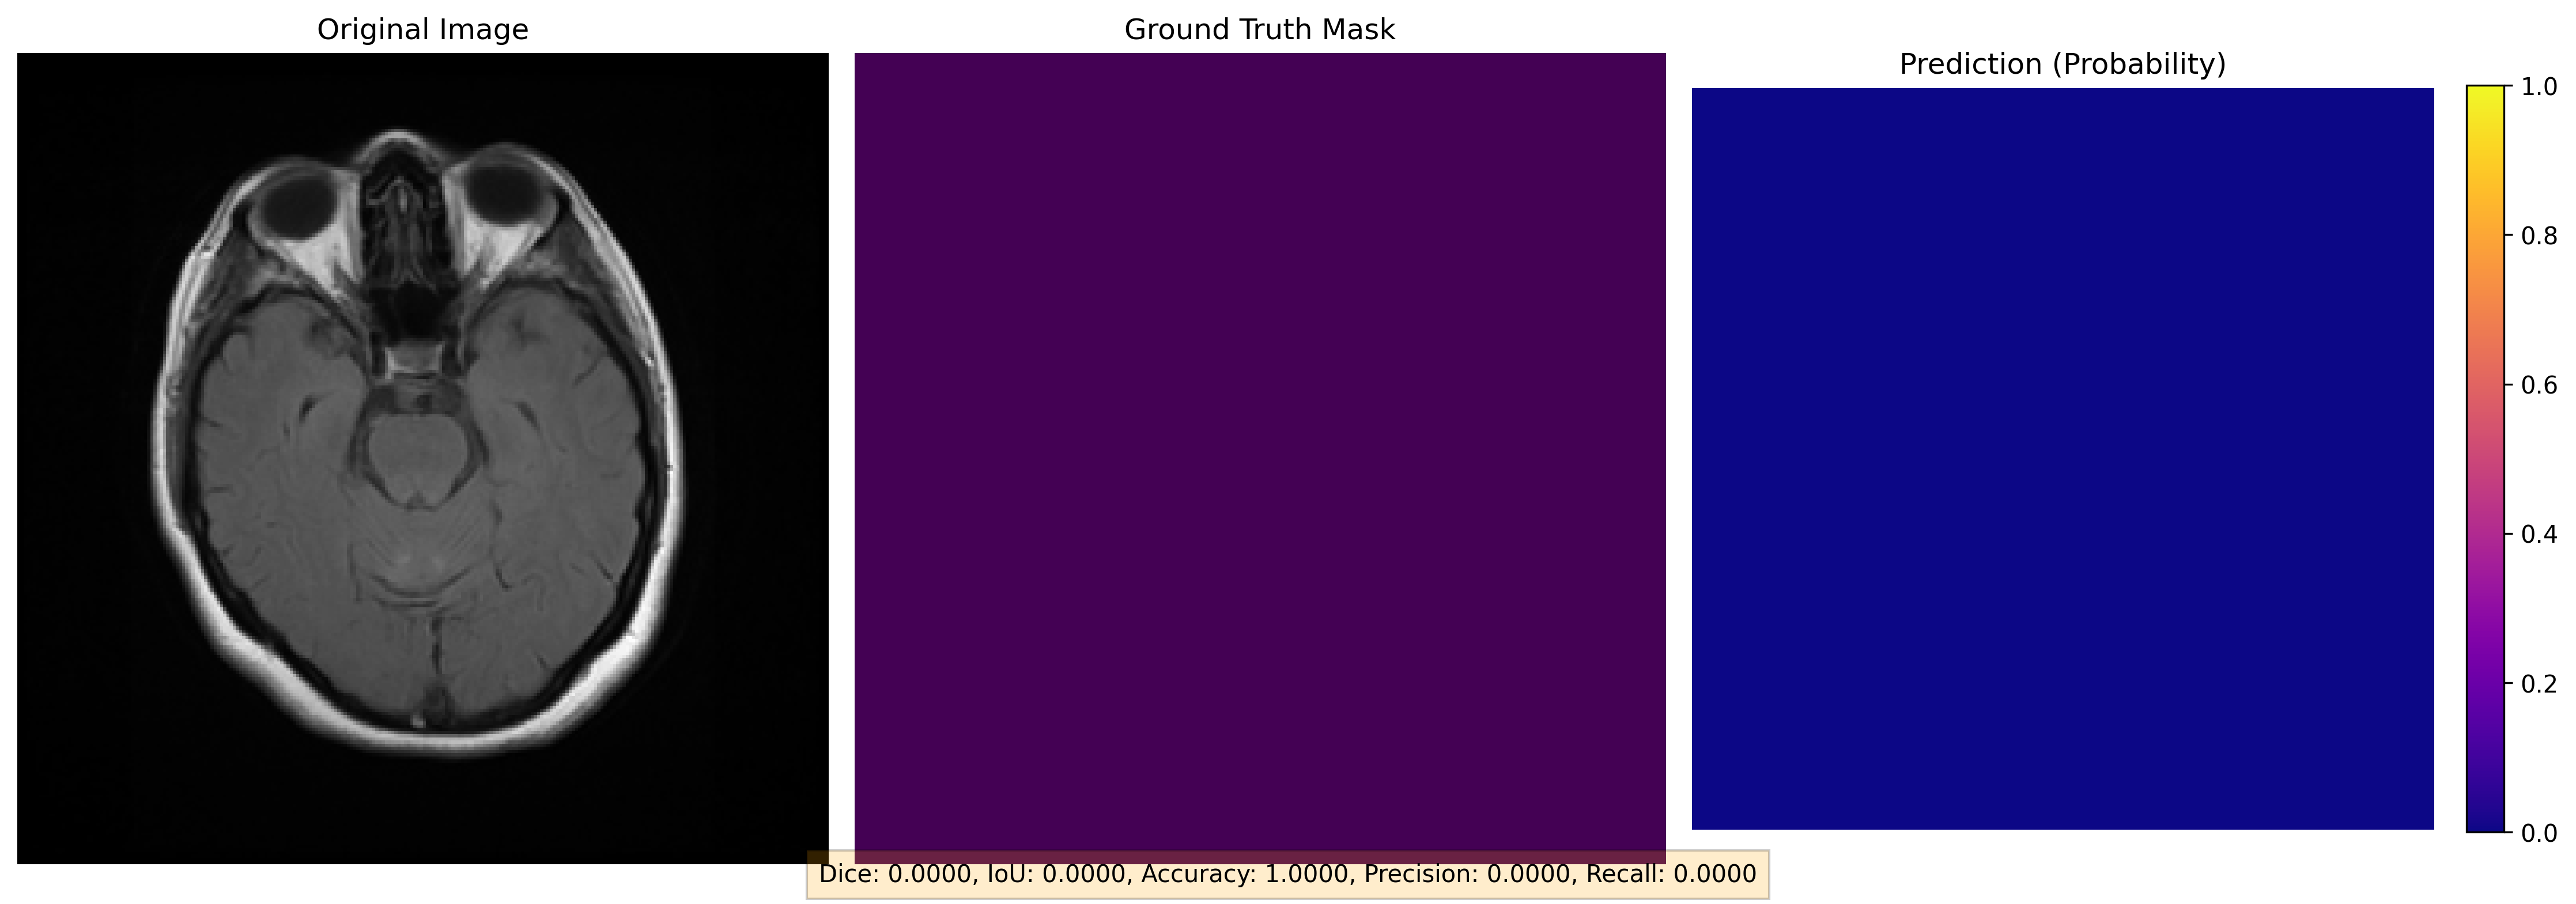 Original Image
Ground Truth Mask
Prediction (Probability)
1.0
0.8
0.6
0.4
0.2
0.0
Dice: 0.0000, IoU: 0.0000, Accuracy: 1.0000, Precision: 0.0000, Recall: 0.0000